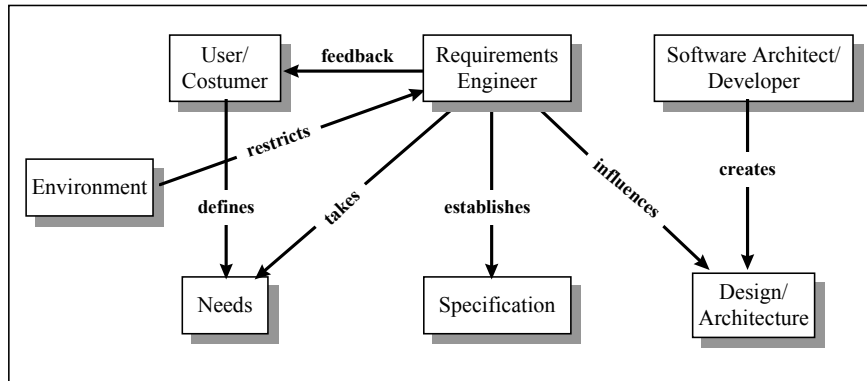 User/
Costumer
feedback
Requirements
Engineer
Software Architect/
Developer
restricts
Environment
defines
takes
establishes
influences
creates
Needs
Specification
Design/
Architecture